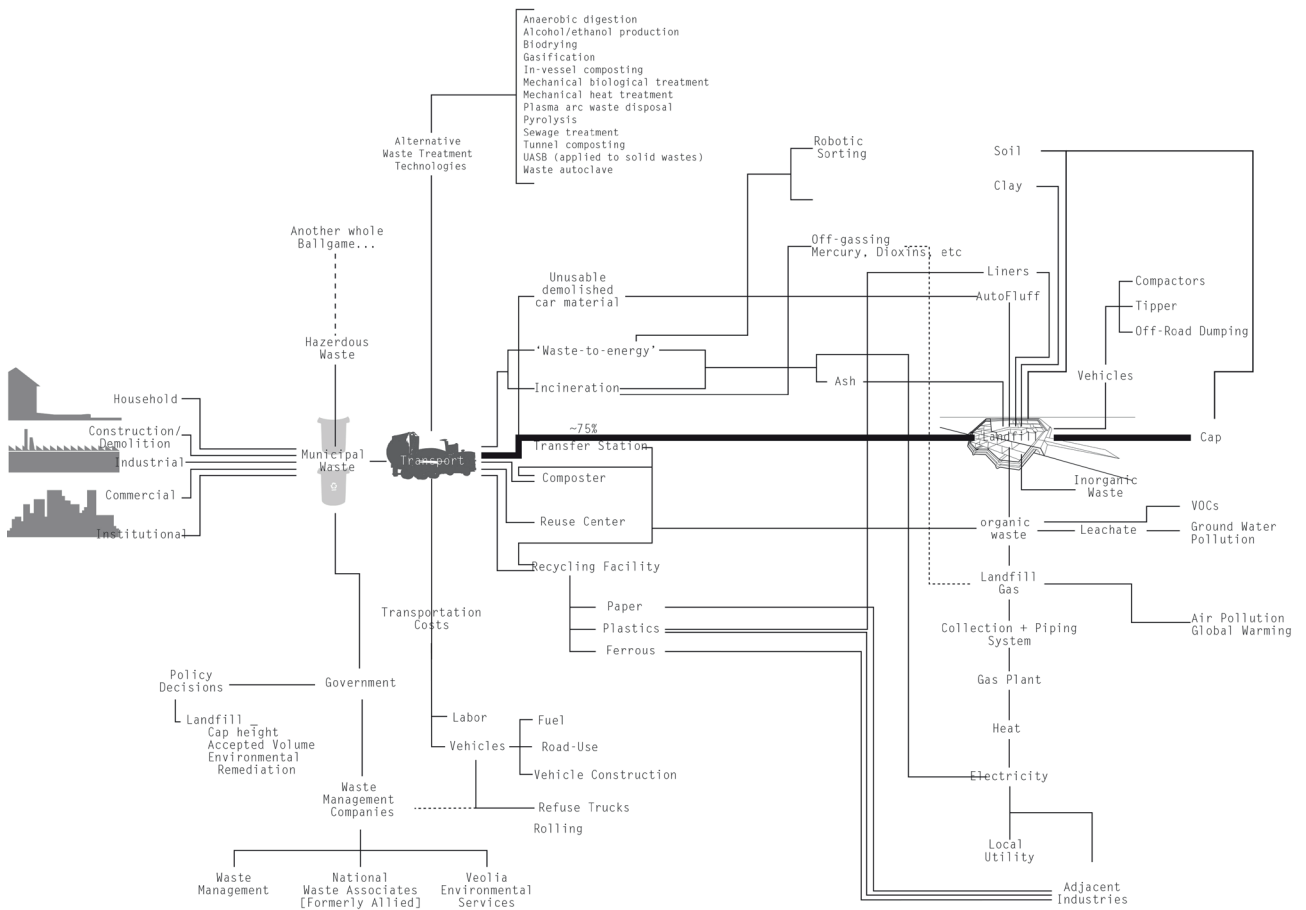 Anaerobic digestion
Alcohol/ethanol production
Biodrying
Gasification
In-vessel composting
Mechanical biological treatment
Mechanical heat treatment
Plasma arc waste disposal
Pyrolysis
Sewage treatment
Tunnel composting
UASB (applied to solid wastes)
Waste autoclave
Alternative
Waste Treatment
Technologies
Robotic
Sorting
Soil
Clay
Another whole
Ballgame...
Off-gassing
Mercury, Dioxins, etc
Liners
AutoFluff
Unusable
demolished
car material
Compactors
Tipper
Off-Road Dumping
Hazerdous
Waste
'Waste-to-energy'
Incineration
Ash
Vehicles
Household
Construction/
Demolition
Industrial
Commercial
Institutional
Municipal
Waste
Transport
~75%
Landfill
Cap
Transfer Station
Composter
Reuse Center
Recycling Facility
Inorganic
Waste
organic
waste
VOCs
Leachate
Ground Water
Pollution
Landfill
Gas
Air Pollution
Global Warming
Paper
Plastics
Ferrous
Transportation
Costs
Collection + Piping
System
Gas Plant
Heat
Electricity
Local
Utility
Adjacent
Industries
Policy
Decisions
Government
Landfill _
Cap height
Accepted Volume
Environmental
Remediation
Labor
Vehicles
Fuel
Road-Use
Vehicle Construction
Refuse Trucks
Rolling
Waste
Management
Companies
Waste
Management
National
Waste Associates
[Formerly Allied]
Veolia
Environmental
Services